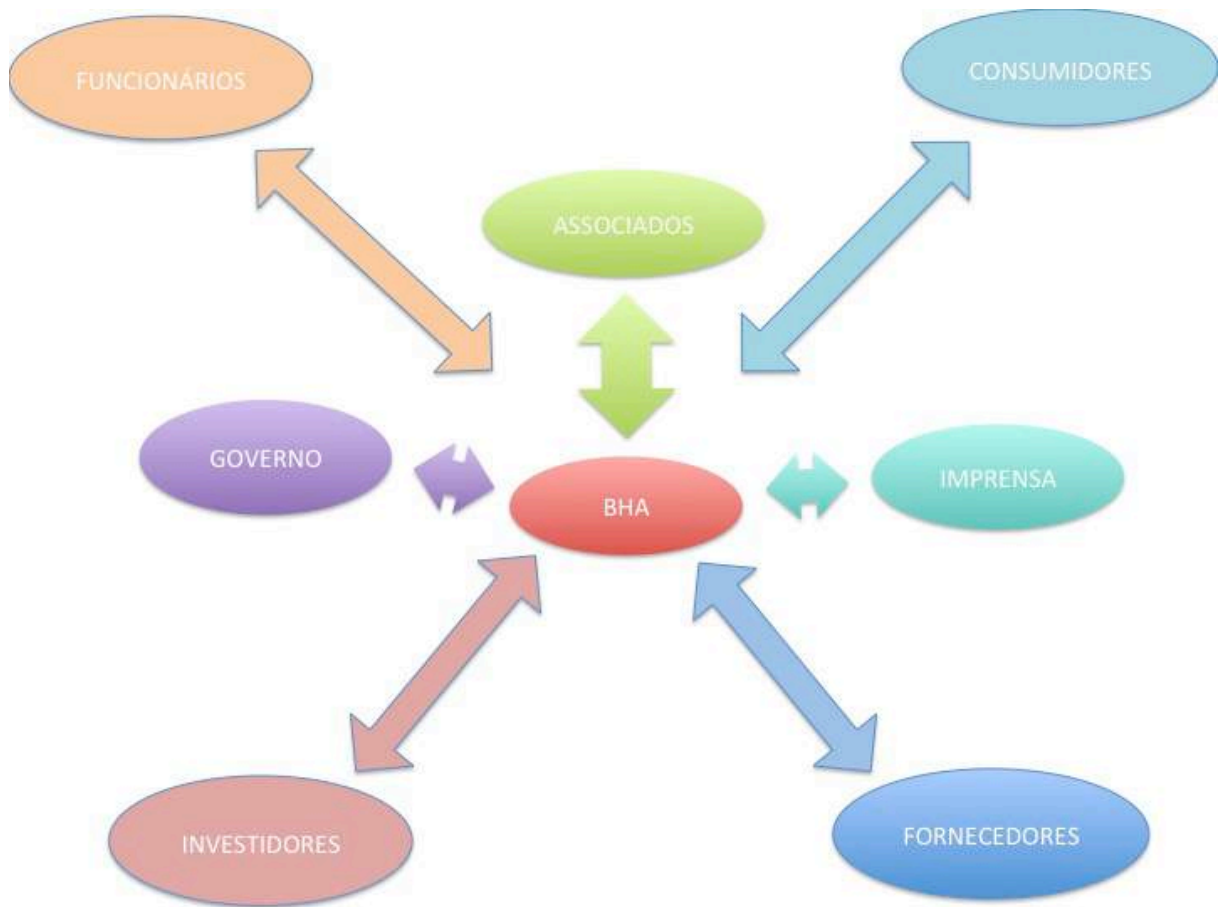 FUNCIONÁRIOS
CONSUMIDORES
ASSOCIADOS
GOVERNO
BHA
IMPRENSA
INVESTIDORES
FORNECEDORES